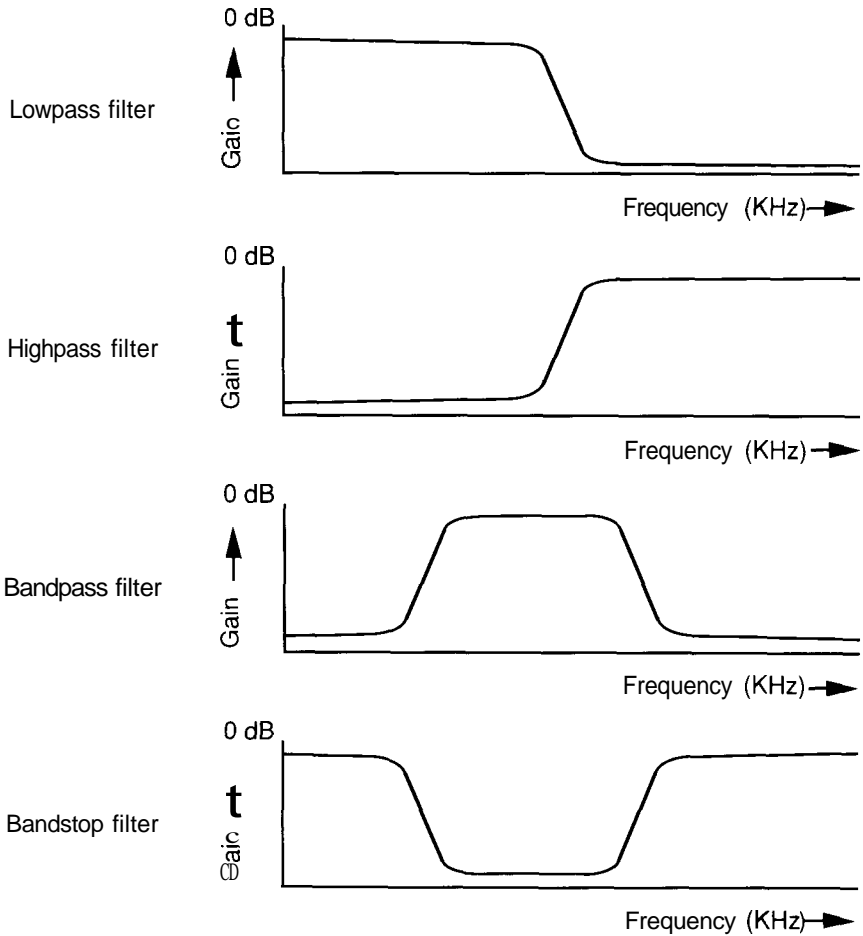 0 dB
Lowpass filter
Gaic
Frequency (KHz)
0 dB
Highpass filter
Gain t
Frequency (KHz)
0 dB
Bandpass filter
Gain
Frequency (KHz)
0 dB
Bandstop filter
t
Frequency (KHz)